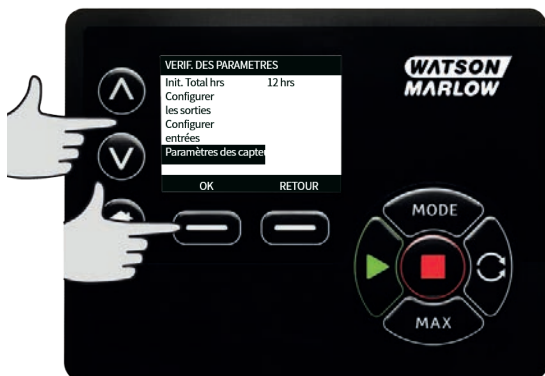 WATSON
MARLOW
VERIF. DES PARAMETRES
Init. Total hrs 12 hrs
Configurer
les sorties
Configurer
entrées
Paramètres des capteu
OK RETOUR
MODE
MAX